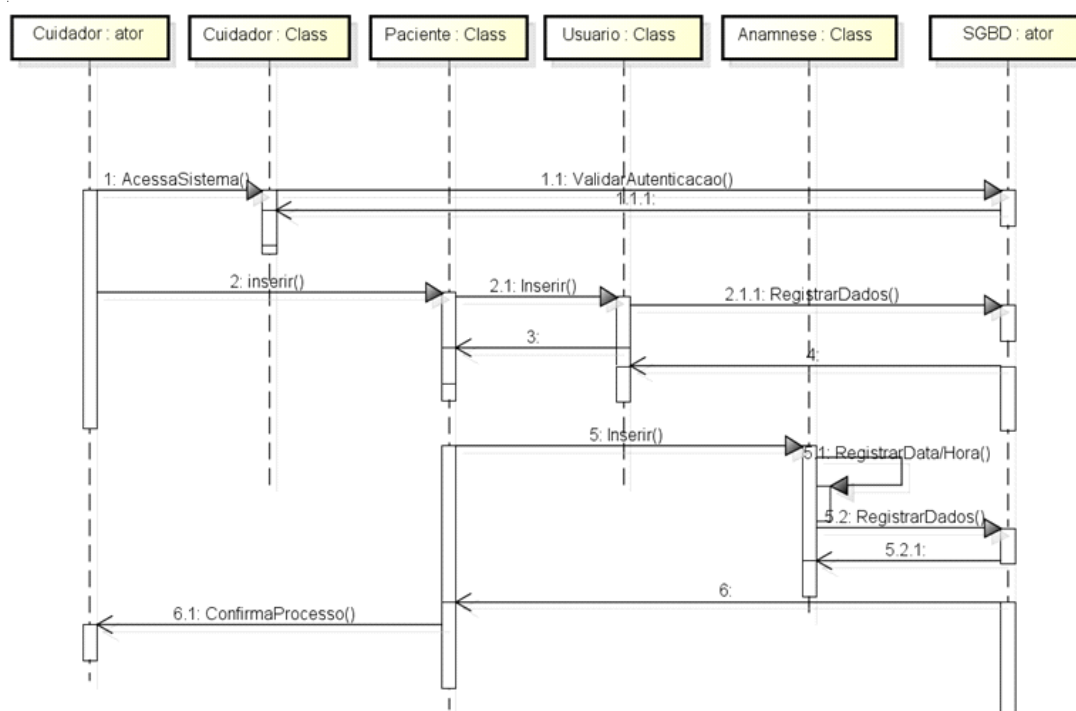 Cuidador : ator
Cuidador : Class
Paciente : Class
Usuario : Class
Anamnese : Class
SGBD : ator
1: AcessaSistema()
1.1: ValidarAutenticacao()
1.1.1:
2: inserir()
2.1: Inserir()
2.1.1: RegistrarDados()
3:
4:
5: Inserir()
5.1: RegistrarData/Hora()
5.2: RegistrarDados()
5.2.1:
6:
6.1: ConfirmaProcesso()